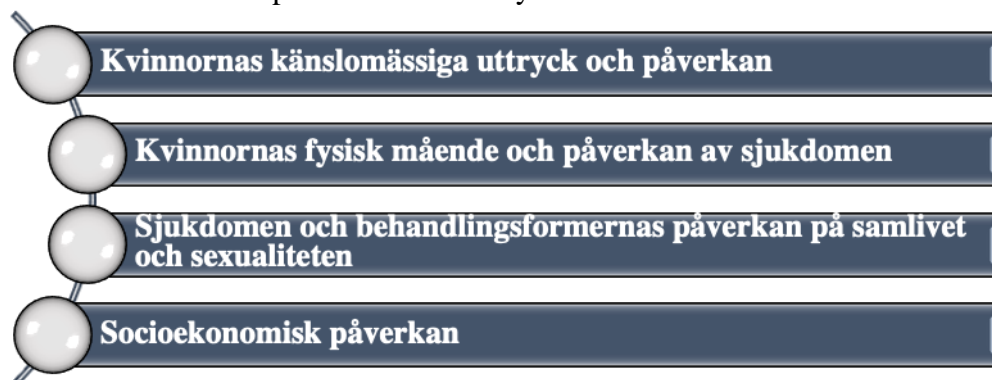 Kvinnornas känslomässiga uttryck och påverkan
Kvinnornas fysisk mående och påverkan av sjukdomen
Sjukdomen och behandlingsformernas påverkan på samlivet
och sexualiteten
Socioekonomisk påverkan